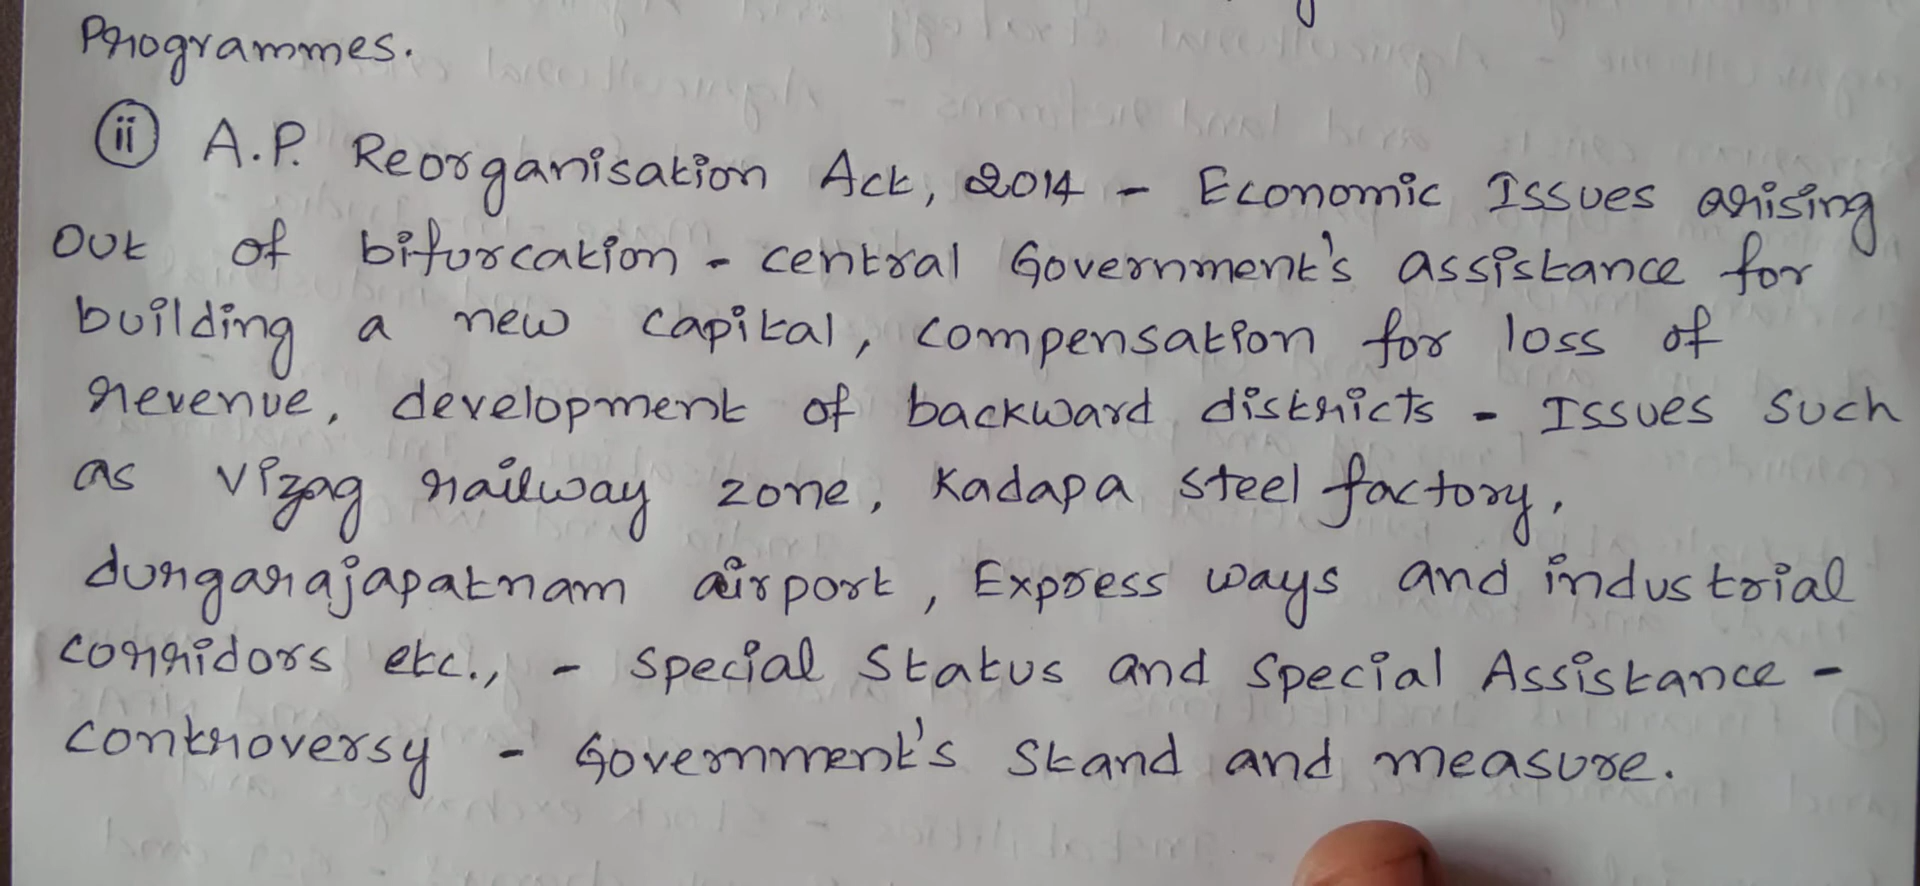 Programmes.
ii A.P. Reorganisation Act, 2014 - Economic Issues arising
out of bifurcation - central Government's assistance for
building a new capital, compensation for loss of
revenue, development of backward districts - Issues such
as vizag railway zone, Kadapa steel factory,
durgarajapatnam airport, Express ways and industrial
corridors etc., - special status and special Assistance -
controversy - Government's stand and measure.